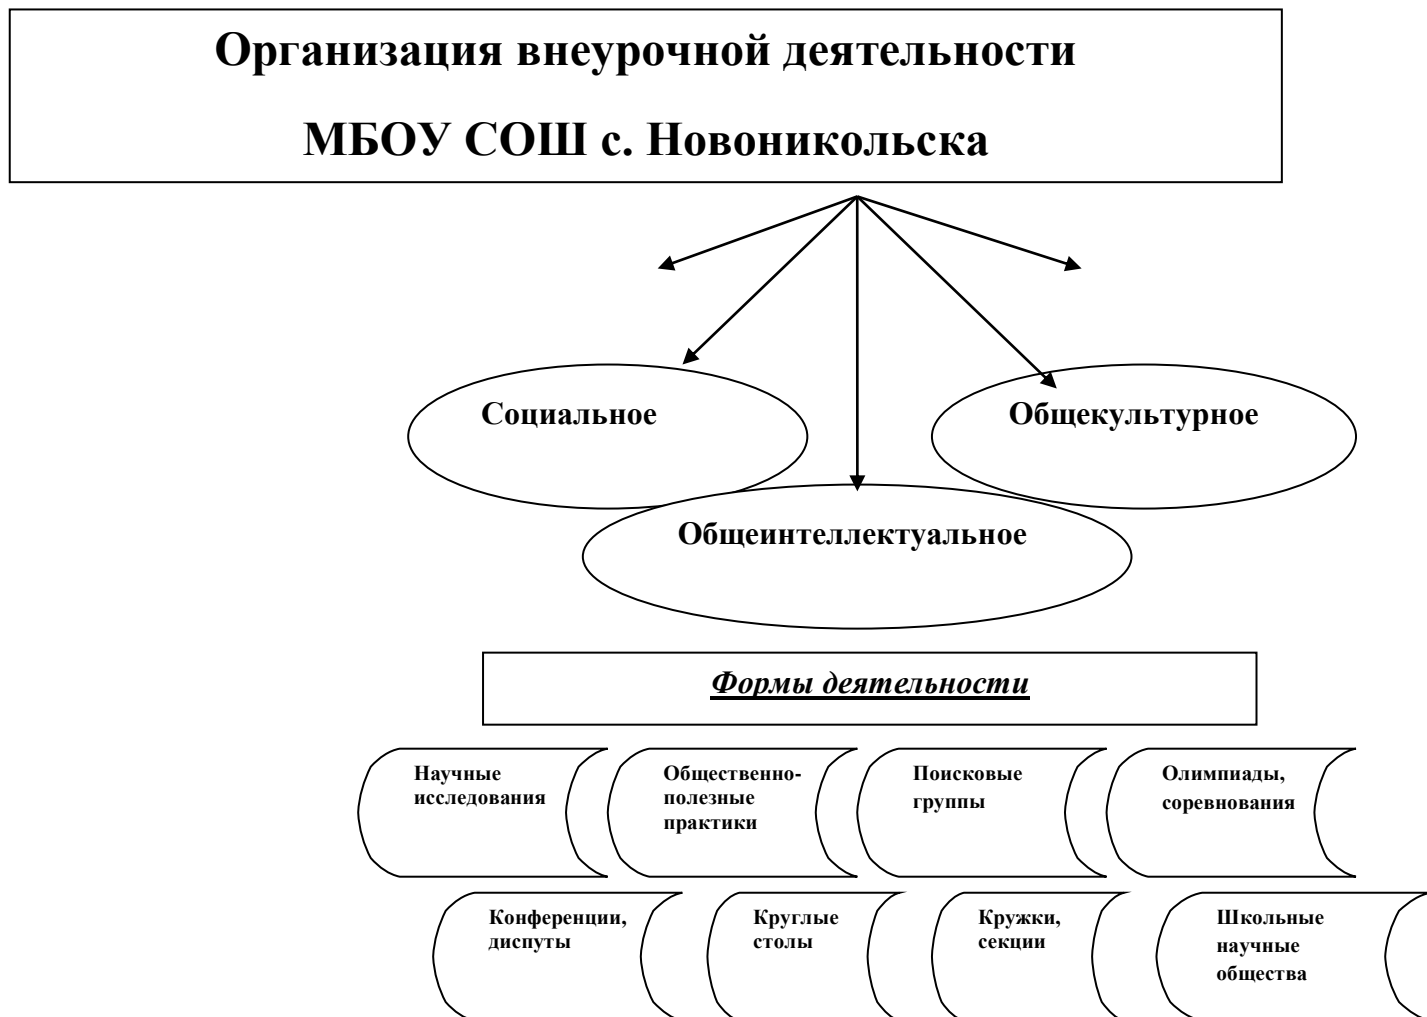 Организация внеурочной деятельности
МБОУ СОШ с. Новоникольска
Социальное
Общекультурное
Общеинтеллектуальное
Формы деятельности
Научные
исследования
Общественно-
полезные
практики
Поисковые
группы
Олимпиады,
соревнования
Конференции,
диспуты
Круглые
столы
Кружки,
секции
Школьные
научные
общества